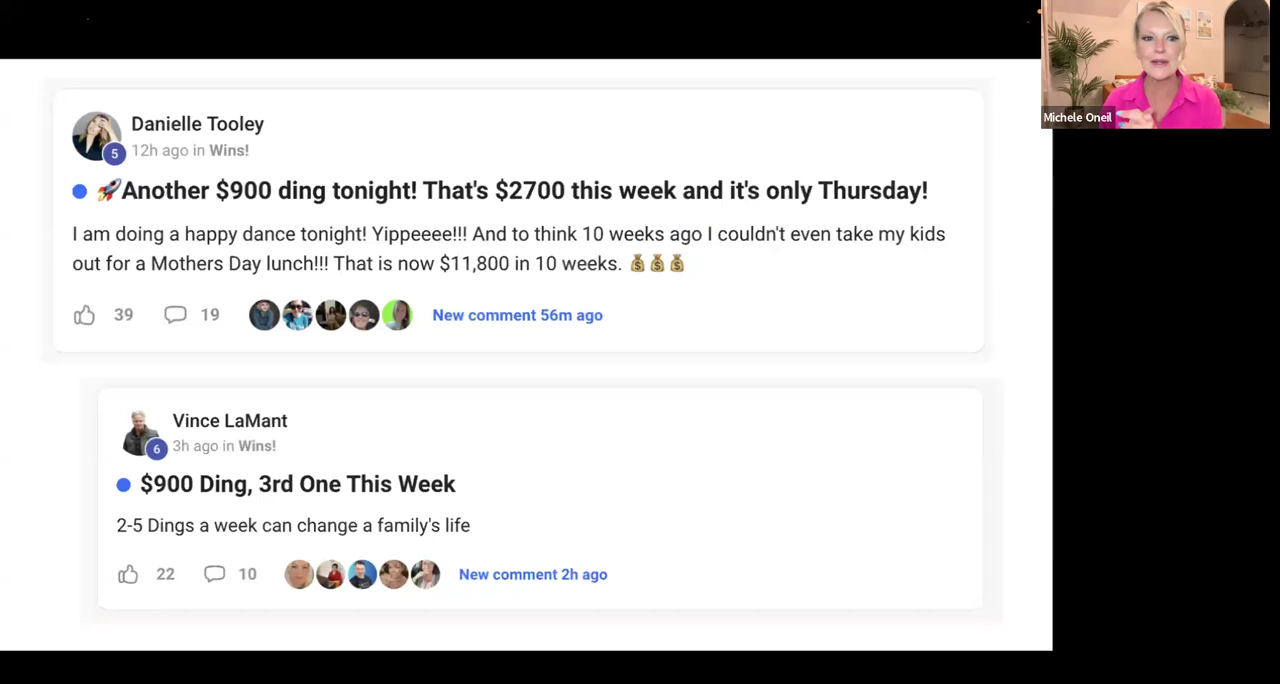 Michele Oneil
Danielle Tooley
5
12h ago in Wins!
🚀Another $900 ding tonight! That's $2700 this week and it's only Thursday!
I am doing a happy dance tonight! Yippeeee!!! And to think 10 weeks ago I couldn't even take my kids
out for a Mothers Day lunch!!! That is now $11,800 in 10 weeks. 💰💰💰
39 19 New comment 56m ago
Vince LaMant
6
3h ago in Wins!
$900 Ding, 3rd One This Week
2-5 Dings a week can change a family's life
22 10 New comment 2h ago